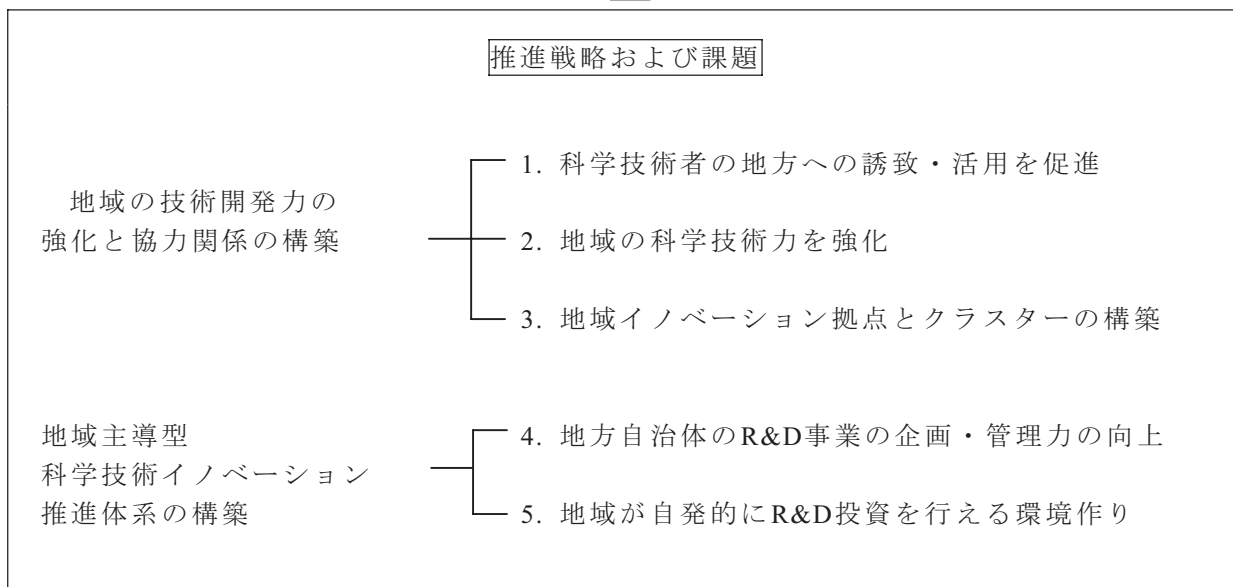 推進戦略および課題
地域の技術開発力の
強化と協力関係の構築
1. 科学技術者の地方への誘致・活用を促進
2. 地域の科学技術力を強化
3. 地域イノベーション拠点とクラスターの構築
地域主導型
科学技術イノベーション
推進体系の構築
4. 地方自治体のR&D事業の企画・管理力の向上
5. 地域が自発的にR&D投資を行える環境作り